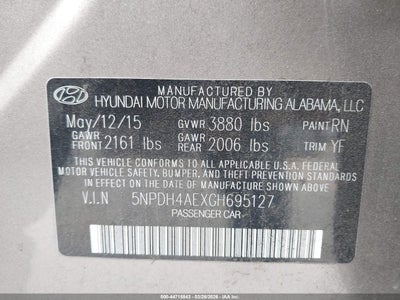 MANUFACTURED BY
HYUNDAI MOTOR MANUFACTURING ALABAMA, LLC
May/12/15 GVWR 3880 lbs PAINT RN
GAWR FRONT 2161 lbs GAWR REAR 2006 lbs TRIM YF
THIS VEHICLE CONFORMS TO ALL APPLICABLE U.S.A. FEDERAL
MOTOR VEHICLE SAFETY, BUMPER, AND THEFT PREVENTION
STANDARDS IN EFFECT ON THE DATE OF MANUFACTURE SHOWN ABOVE.
V.I.N 5NPDH4AEXGH695127
PASSENGER CAR